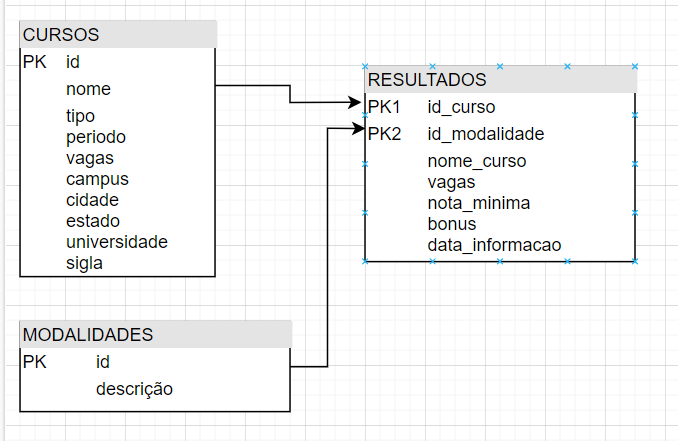 CURSOS
PK id
nome
tipo
periodo
vagas
campus
cidade
estado
universidade
sigla
RESULTADOS
PK1 id_curso
PK2 id_modalidade
nome_curso
vagas
nota_minima
bonus
data_informacao
MODALIDADES
PK id
descrição